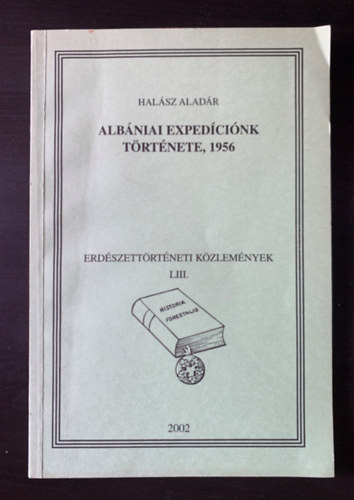 HALÁSZ ALADÁR
ALBÁNIAI EXPEDÍCIÓNK
TÖRTÉNETE, 1956
ERDÉSZETTÖRTÉNETI KÖZLEMÉNYEK
LIII.
HISTORIA
FORESTALIS
2002